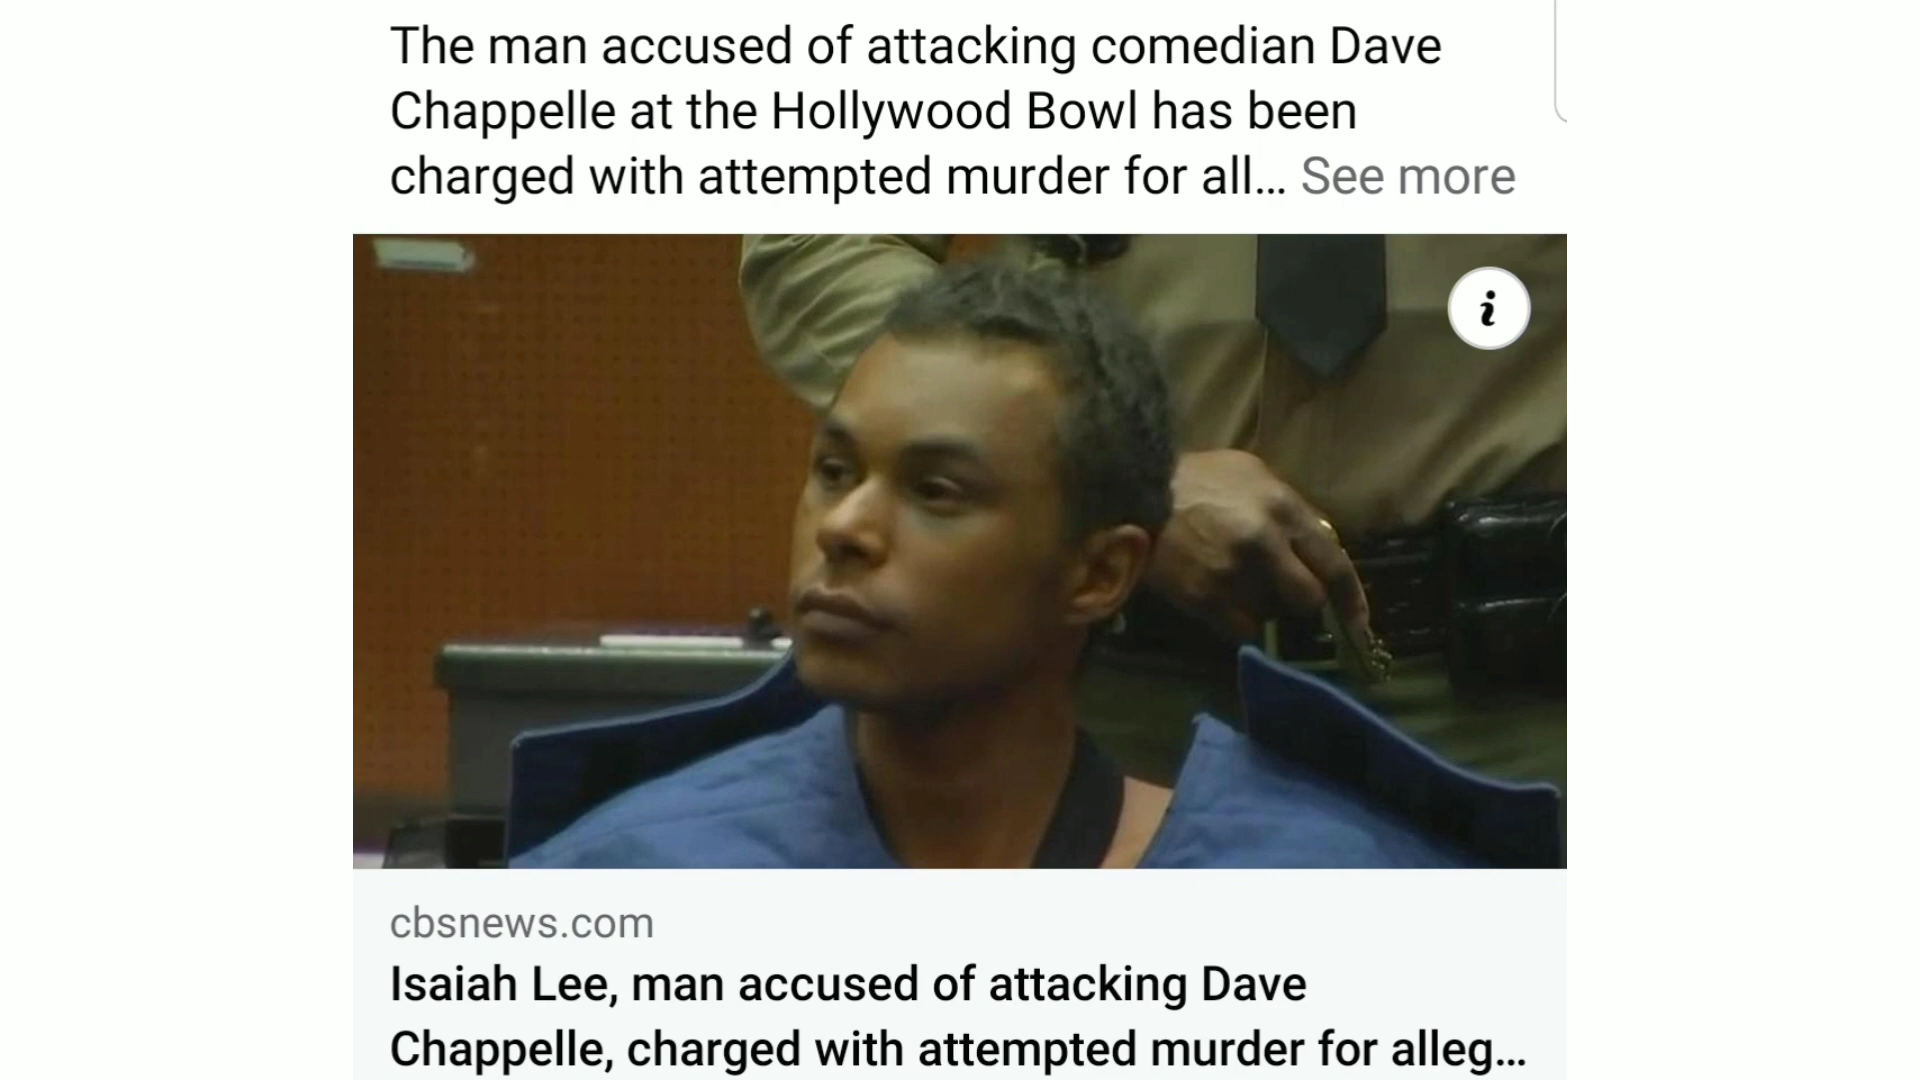 The man accused of attacking comedian Dave
Chappelle at the Hollywood Bowl has been
charged with attempted murder for all... See more
i
cbsnews.com
Isaiah Lee, man accused of attacking Dave
Chappelle, charged with attempted murder for alleg...